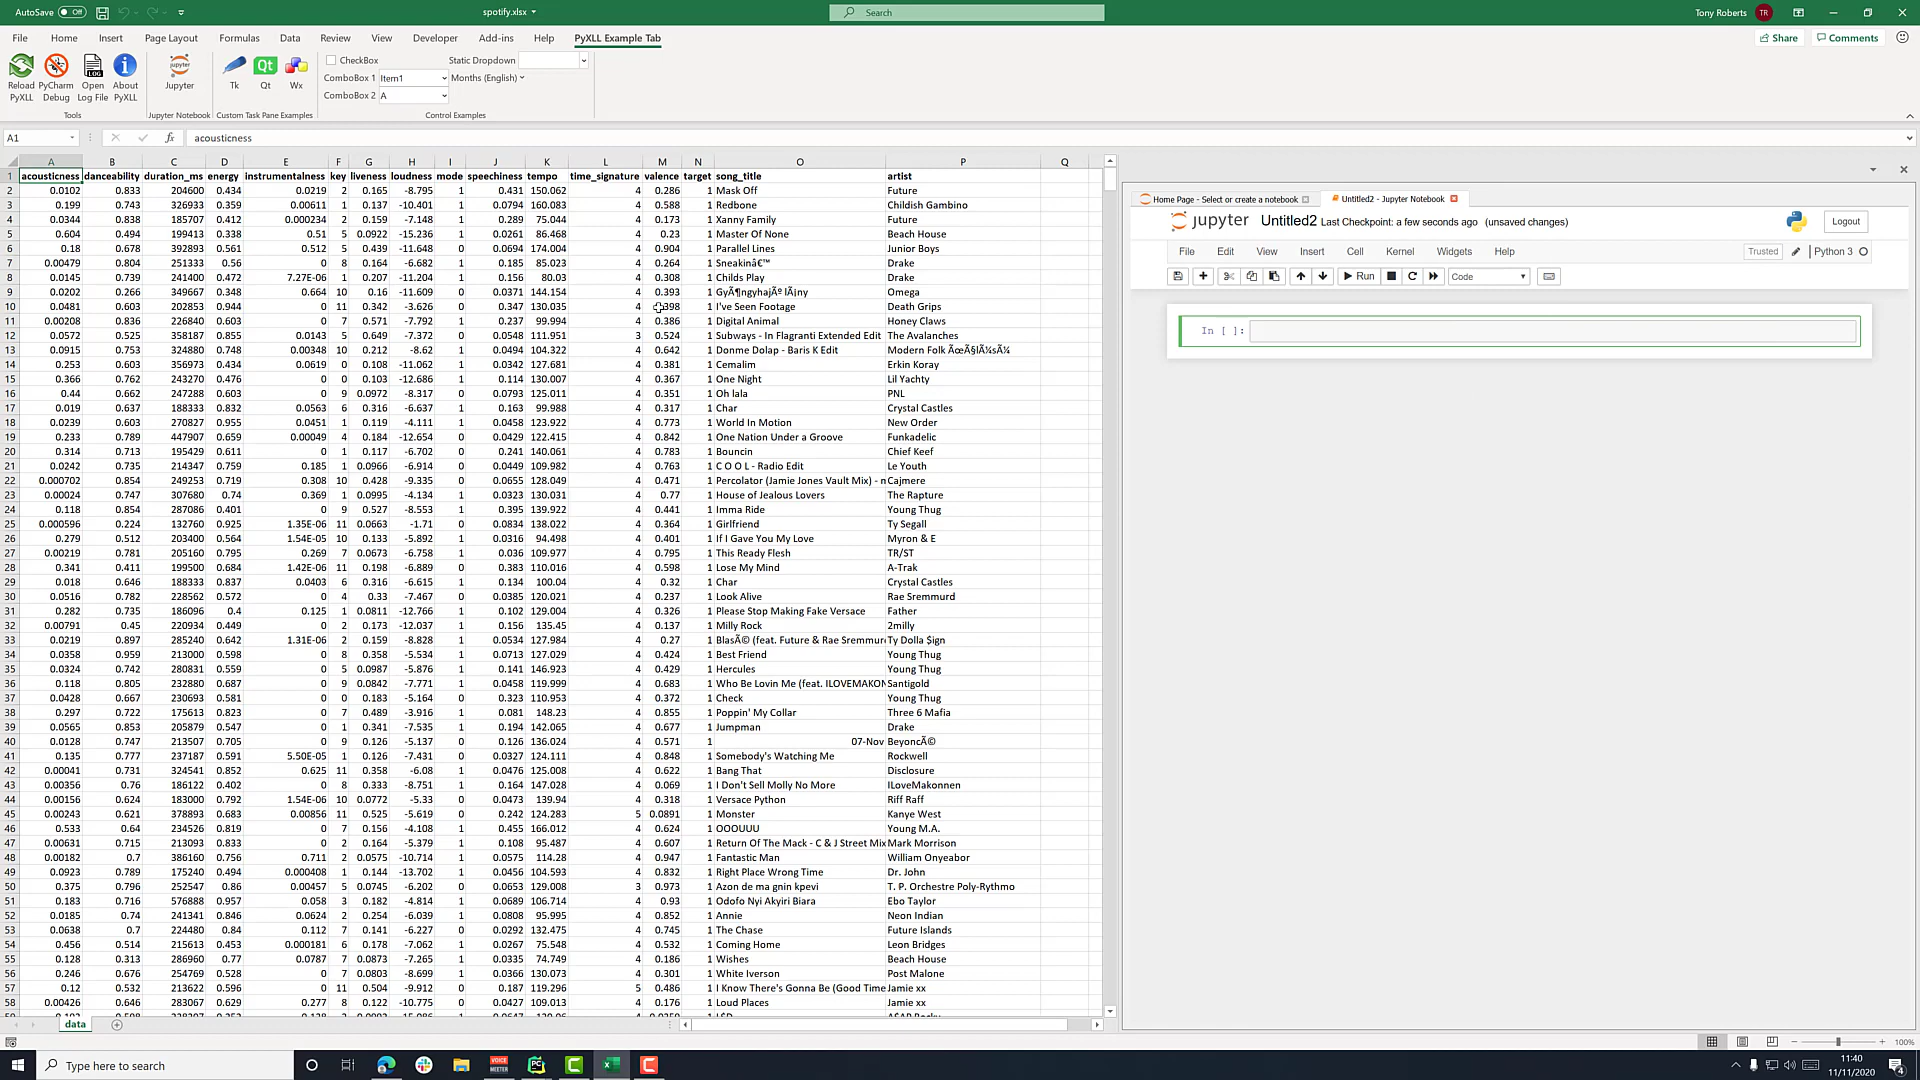 AutoSave Off
spotify.xlsx
Search
Tony Roberts TR
File Home Insert Page Layout Formulas Data Review View Developer Add-ins Help PyXLL Example Tab
Share Comments
Reload PyXLL
PyCharm Debug
Open Log File
About PyXLL
Jupyter
Tk Qt Wx
CheckBox
ComboBox 1 Item1
ComboBox 2 A
Static Dropdown
Months (English)
Tools Jupyter Notebook Custom Task Pane Examples Control Examples
A1 fx acousticness
A B C D E F G H I J K L M N O P Q
1 acousticness danceability duration_ms energy instrumentalness key liveness loudness mode speechiness tempo time_signature valence target song_title artist
2 0.0102 0.833 204600 0.434 0.0219 2 0.165 -8.795 1 0.431 150.062 4 0.286 1 Mask Off Future
3 0.199 0.743 326933 0.359 0.00611 1 0.137 -10.401 1 0.0794 160.083 4 0.588 1 Redbone Childish Gambino
4 0.0344 0.838 185707 0.412 0.000234 2 0.159 -7.148 1 0.289 75.044 4 0.173 1 Xanny Family Future
5 0.604 0.494 199413 0.338 0.51 5 0.0922 -15.236 1 0.0261 86.468 4 0.23 1 Master Of None Beach House
6 0.18 0.678 392893 0.561 0.512 5 0.439 -11.648 0 0.0694 174.004 4 0.904 1 Parallel Lines Junior Boys
7 0.00479 0.804 251333 0.56 0 8 0.164 -6.682 1 0.185 85.023 4 0.264 1 Sneakinâ€™ Drake
8 0.0145 0.739 241400 0.472 7.27E-06 1 0.207 -11.204 1 0.156 80.03 4 0.308 1 Childs Play Drake
9 0.0202 0.266 349667 0.348 0.664 10 0.16 -11.609 0 0.0371 144.154 4 0.393 1 GyÃ¶ngyhajÃº lÃ¡ny Omega
10 0.0481 0.603 202853 0.944 0 11 0.342 -3.626 0 0.347 130.035 4 0.398 1 I've Seen Footage Death Grips
11 0.00208 0.836 226840 0.603 0 7 0.571 -7.792 1 0.237 99.994 4 0.386 1 Digital Animal Honey Claws
12 0.0572 0.525 358187 0.855 0.0143 5 0.649 -7.372 0 0.0548 111.951 3 0.524 1 Subways - In Flagranti Extended Edit The Avalanches
13 0.0915 0.753 324880 0.748 0.00348 10 0.212 -8.62 1 0.0494 104.322 4 0.642 1 Donme Dolap - Baris K Edit Modern Folk ÃœÃ§lÃ¼sÃ¼
14 0.253 0.603 356973 0.434 0.0619 0 0.108 -11.062 1 0.0342 127.681 4 0.381 1 Cemalim Erkin Koray
15 0.366 0.762 243270 0.476 0 0 0.103 -12.686 1 0.114 130.007 4 0.367 1 One Night Lil Yachty
16 0.44 0.662 247288 0.603 0 9 0.0972 -8.317 0 0.0793 125.011 4 0.351 1 Oh lala PNL
17 0.019 0.637 188333 0.832 0.0563 6 0.316 -6.637 1 0.163 99.988 4 0.317 1 Char Crystal Castles
18 0.0239 0.603 270827 0.955 0.0451 1 0.119 -4.111 1 0.0458 123.922 4 0.773 1 World In Motion New Order
19 0.233 0.789 447907 0.659 0.00049 4 0.184 -12.654 0 0.0429 122.415 4 0.842 1 One Nation Under a Groove Funkadelic
20 0.314 0.713 195429 0.611 0 1 0.117 -6.702 0 0.241 140.061 4 0.783 1 Bouncin Chief Keef
21 0.0242 0.735 214347 0.759 0.185 1 0.0966 -6.914 0 0.0449 109.982 4 0.763 1 C O O L - Radio Edit Le Youth
22 0.000702 0.854 249253 0.719 0.308 10 0.428 -9.335 0 0.0655 128.049 4 0.471 1 Percolator (Jamie Jones Vault Mix) - Cajmere
23 0.00024 0.747 307680 0.74 0.369 1 0.0995 -4.134 1 0.0323 130.031 4 0.77 1 House of Jealous Lovers The Rapture
24 0.118 0.854 287086 0.401 0 9 0.527 -8.553 1 0.395 139.922 4 0.441 1 Imma Ride Young Thug
25 0.000596 0.224 132760 0.925 1.35E-06 11 0.0663 -1.71 0 0.0834 138.022 4 0.364 1 Girlfriend Ty Segall
26 0.279 0.512 203400 0.564 1.54E-05 10 0.133 -5.892 1 0.0316 94.498 4 0.401 1 If I Gave You My Love Myron & E
27 0.00219 0.781 205160 0.795 0.269 7 0.0673 -6.758 1 0.036 109.977 4 0.795 1 This Ready Flesh TR/ST
28 0.341 0.411 199500 0.684 1.42E-06 11 0.198 -6.889 1 0.383 110.016 4 0.598 1 Lose My Mind A-Trak
29 0.018 0.646 188333 0.837 0.0403 6 0.316 -6.615 1 0.134 100.04 4 0.32 1 Char Crystal Castles
30 0.0516 0.782 228562 0.572 0 4 0.33 -7.467 0 0.0385 120.021 4 0.237 1 Look Alive Rae Sremmurd
31 0.282 0.735 186096 0.4 0.125 1 0.0811 -12.766 1 0.102 129.004 4 0.326 1 Please Stop Making Fake Versace Father
32 0.00791 0.45 220934 0.449 0 2 0.173 -12.037 1 0.156 135.45 4 0.137 1 Milly Rock 2milly
33 0.0219 0.897 285240 0.642 1.31E-06 2 0.159 -8.828 1 0.0534 127.984 4 0.27 1 BlasÃ© (feat. Future & Rae Sremmur Ty Dolla $ign
34 0.0358 0.959 213000 0.598 0 8 0.358 -5.534 1 0.0713 127.029 4 0.424 1 Best Friend Young Thug
35 0.0324 0.742 280831 0.559 0 5 0.0987 -5.876 1 0.141 146.923 4 0.429 1 Hercules Young Thug
36 0.118 0.805 232880 0.687 0 9 0.0842 -7.771 1 0.0458 119.999 4 0.683 1 Who Be Lovin Me (feat. ILOVEMAKON Santigold
37 0.0428 0.667 230693 0.581 0 0 0.183 -5.164 0 0.323 110.953 4 0.372 1 Check Young Thug
38 0.297 0.722 175613 0.823 0 7 0.489 -3.916 1 0.081 148.23 4 0.855 1 Poppin' My Collar Three 6 Mafia
39 0.0565 0.853 205879 0.547 0 1 0.341 -7.535 1 0.194 142.065 4 0.677 1 Jumpman Drake
40 0.0128 0.747 213507 0.705 0 9 0.126 -5.137 0 0.126 136.024 4 0.571 1 07-Nov BeyoncÃ©
41 0.135 0.777 237187 0.591 5.50E-05 0 0.126 -7.431 0 0.0327 124.111 4 0.848 1 Somebody's Watching Me Rockwell
42 0.00041 0.731 324541 0.852 0.625 11 0.358 -6.08 1 0.0476 125.008 4 0.622 1 Bang That Disclosure
43 0.00356 0.76 186122 0.402 0 8 0.333 -8.751 1 0.164 147.028 4 0.069 1 I Don't Sell Molly No More ILoveMakonnen
44 0.00156 0.624 183000 0.792 1.54E-06 10 0.0772 -5.33 0 0.0473 139.94 4 0.318 1 Versace Python Riff Raff
45 0.00243 0.621 378893 0.683 0.00856 11 0.525 -5.619 0 0.242 124.283 5 0.0891 1 Monster Kanye West
46 0.533 0.64 234526 0.819 0 7 0.156 -4.108 1 0.455 166.012 4 0.624 1 OOOUUU Young M.A.
47 0.00631 0.715 213093 0.833 0 2 0.164 -5.379 1 0.108 95.487 4 0.607 1 Return Of The Mack - C & J Street Mix Mark Morrison
48 0.00182 0.7 386160 0.756 0.711 2 0.0575 -10.714 1 0.0575 114.28 4 0.947 1 Fantastic Man William Onyeabor
49 0.0923 0.789 175240 0.494 0.000408 1 0.144 -13.702 1 0.0456 104.593 4 0.832 1 Right Place Wrong Time Dr. John
50 0.375 0.796 252547 0.86 0.00457 5 0.0745 -6.202 0 0.0653 129.008 3 0.973 1 Azon de ma gnin kpevi T. P. Orchestre Poly-Rythmo
51 0.183 0.716 576888 0.957 0.058 3 0.182 -4.814 1 0.0689 106.714 4 0.93 1 Odofo Nyi Akyiri Biara Ebo Taylor
52 0.0185 0.74 241341 0.846 0.0624 2 0.254 -6.039 1 0.0808 95.995 4 0.852 1 Annie Neon Indian
53 0.0638 0.7 224480 0.84 0.112 7 0.141 -6.227 0 0.0292 132.475 4 0.745 1 The Chase Future Islands
54 0.456 0.514 215613 0.453 0.000181 6 0.178 -7.062 1 0.0267 75.548 4 0.532 1 Coming Home Leon Bridges
55 0.128 0.313 286960 0.77 0.0787 7 0.0873 -7.265 1 0.0335 74.749 4 0.186 1 Wishes Beach House
56 0.246 0.676 254769 0.528 0 7 0.0803 -8.699 1 0.0366 130.073 4 0.301 1 White Iverson Post Malone
57 0.12 0.532 213622 0.596 0 11 0.504 -9.912 0 0.187 119.296 5 0.486 1 I Know There's Gonna Be (Good Time Jamie xx
58 0.00426 0.646 283067 0.629 0.277 8 0.122 -10.775 0 0.0427 109.013 4 0.176 1 Loud Places Jamie xx
data
Home Page - Select or create a notebook
Untitled2 - Jupyter Notebook
jupyter Untitled2 Last Checkpoint: a few seconds ago (unsaved changes) Logout
File Edit View Insert Cell Kernel Widgets Help Trusted Python 3
Run Code
In [ ]:
100%
Type here to search
11:40
11/11/2020